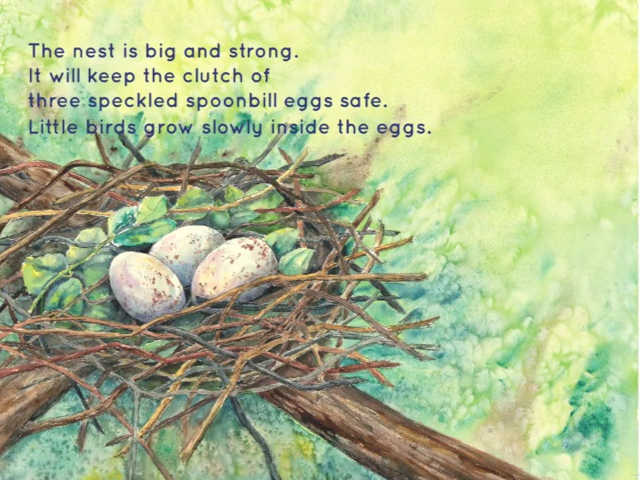 The nest is big and strong.
It will keep the clutch of
three speckled spoonbill eggs safe.
Little birds grow slowly inside the eggs.